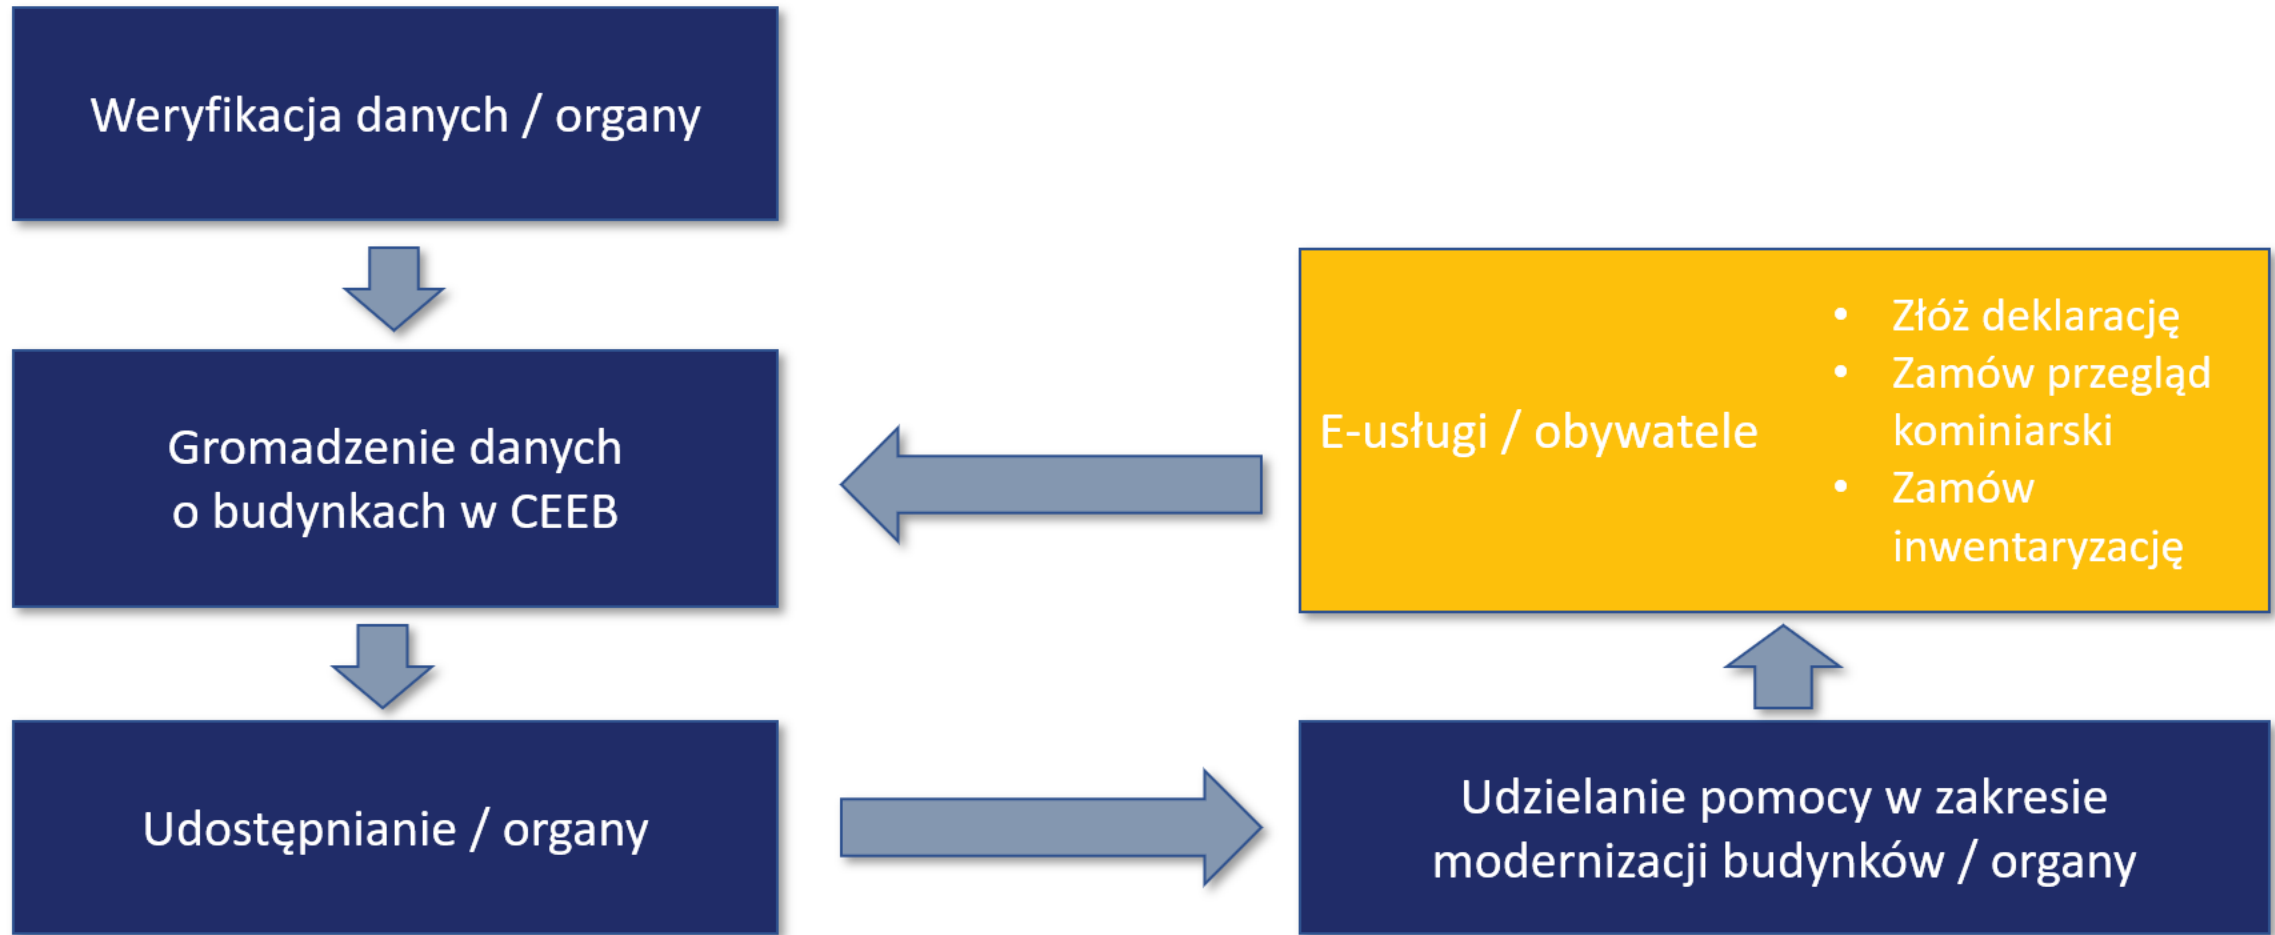 Weryfikacja danych / organy
Gromadzenie danych
o budynkach w CEEB
E-usługi / obywatele
• Złóż deklarację
• Zamów przegląd
kominiarski
• Zamów
inwentaryzację
Udostępnianie / organy
Udzielanie pomocy w zakresie
modernizacji budynków / organy